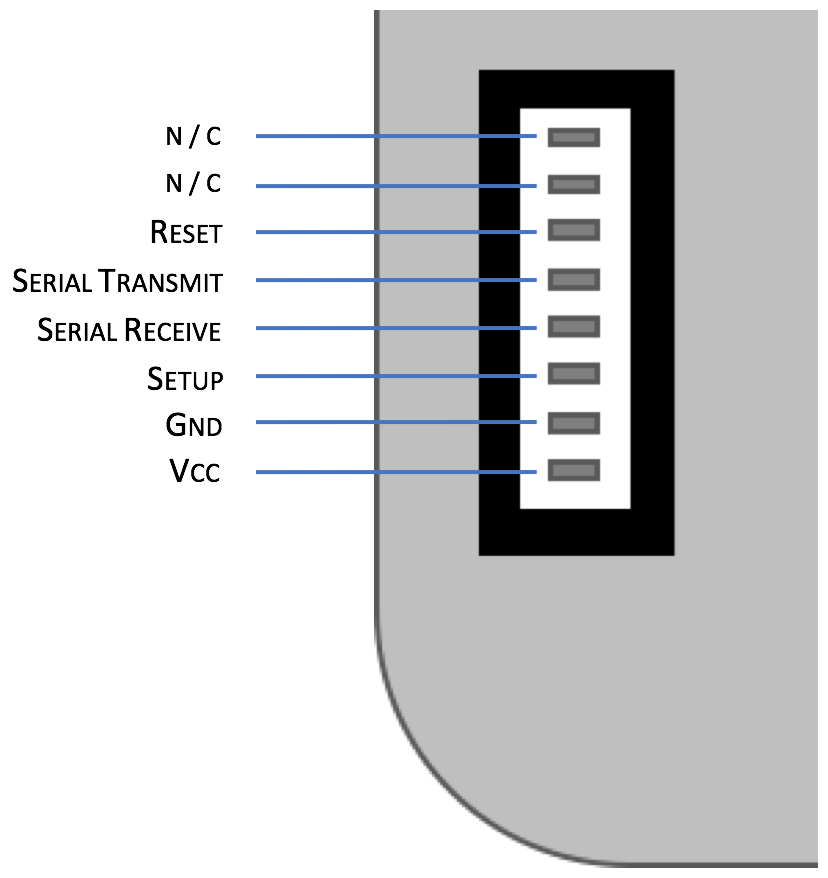 N / C
N / C
RESET
SERIAL TRANSMIT
SERIAL RECEIVE
SETUP
GND
VCC